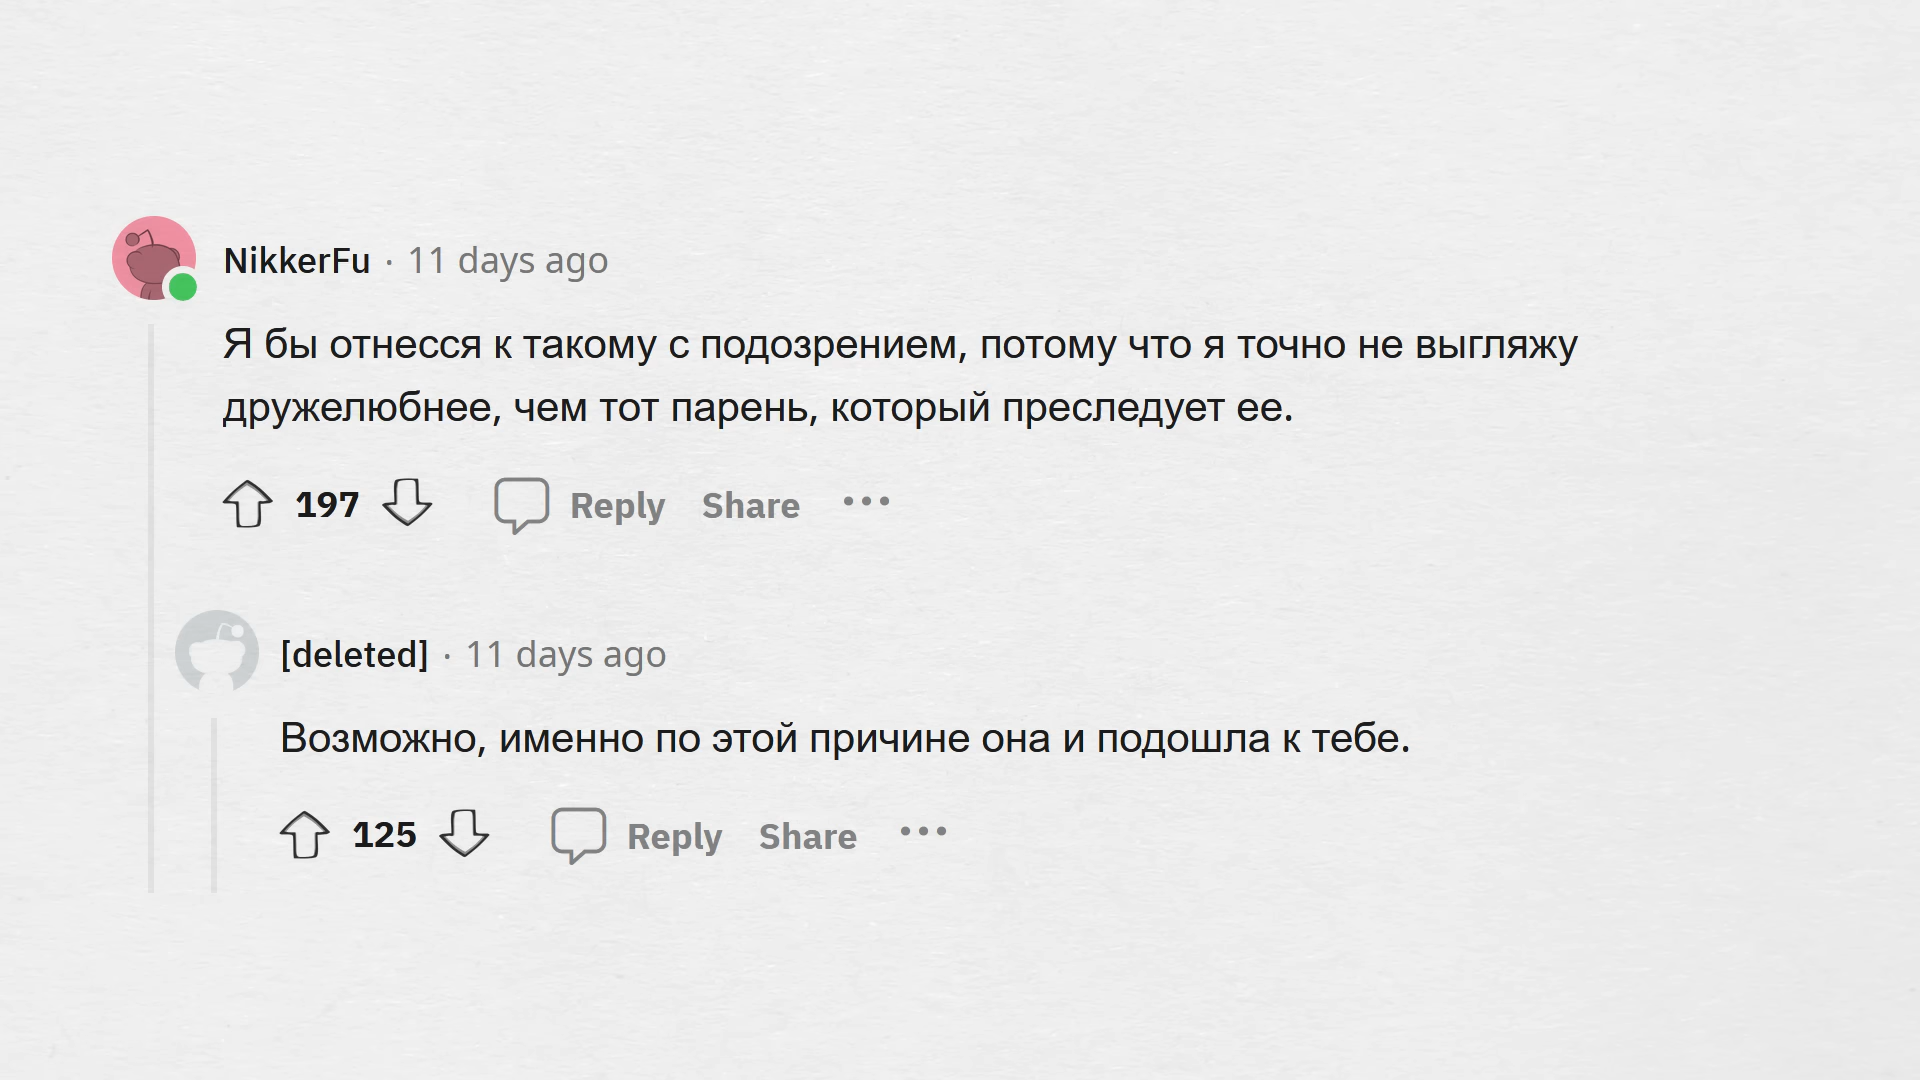 NikkerFu · 11 days ago
Я бы отнесся к такому с подозрением, потому что я точно не выгляжу
дружелюбнее, чем тот парень, который преследует ее.
197 Reply Share •••
[deleted] · 11 days ago
Возможно, именно по этой причине она и подошла к тебе.
125 Reply Share •••